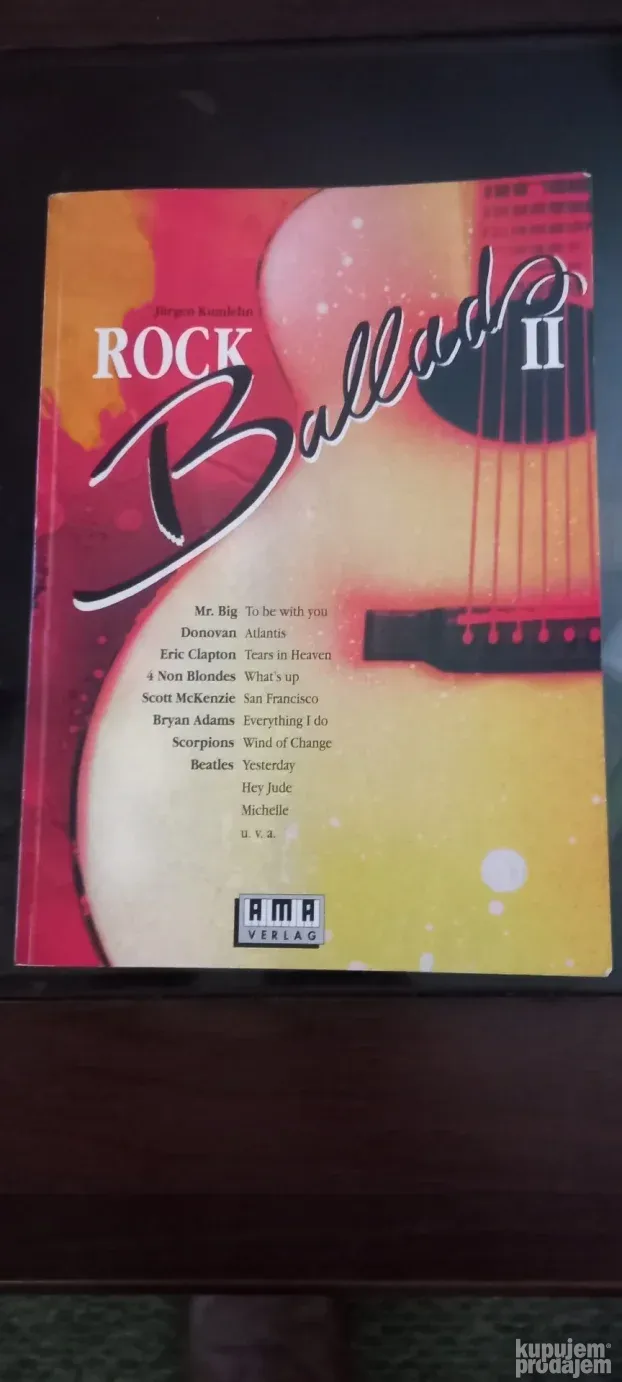 Jürgen Kumlehn
ROCK
Ballads
II
Mr. Big To be with you
Donovan Atlantis
Eric Clapton Tears in Heaven
4 Non Blondes What's up
Scott McKenzie San Francisco
Bryan Adams Everything I do
Scorpions Wind of Change
Beatles Yesterday
Hey Jude
Michelle
u. v. a.
AMA
VERLAG
kupujem
prodajem